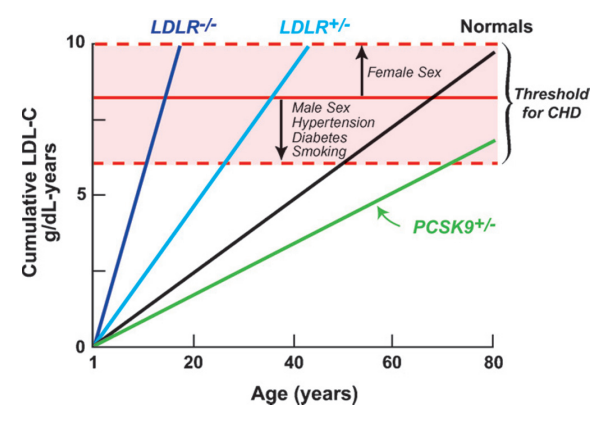 LDLR-/-
LDLR+/-
Normals
10
Female Sex
Threshold
for CHD
Male Sex
Hypertension
Diabetes
Smoking
Cumulative LDL-C
g/dL-years
5
PCSK9+/-
0
1
20
40
60
80
Age (years)